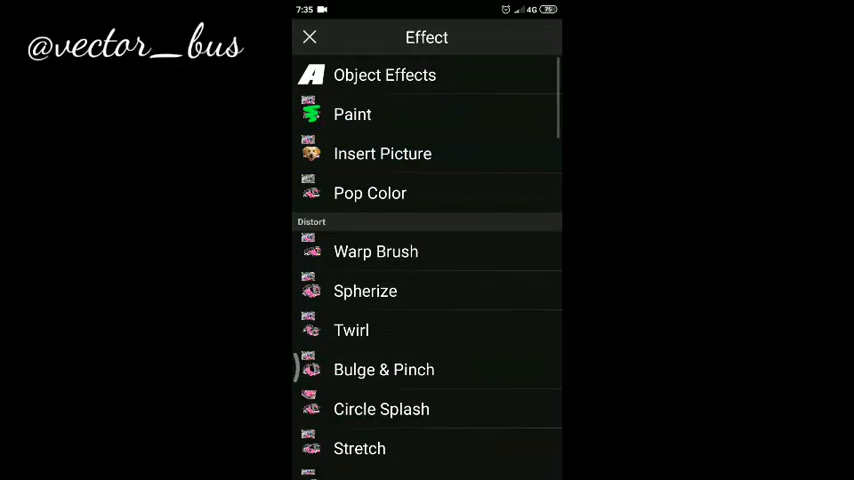 7:35
4G
75
@vector_bus
Effect
Object Effects
Paint
Insert Picture
Pop Color
Distort
Warp Brush
Spherize
Twirl
Bulge & Pinch
Circle Splash
Stretch